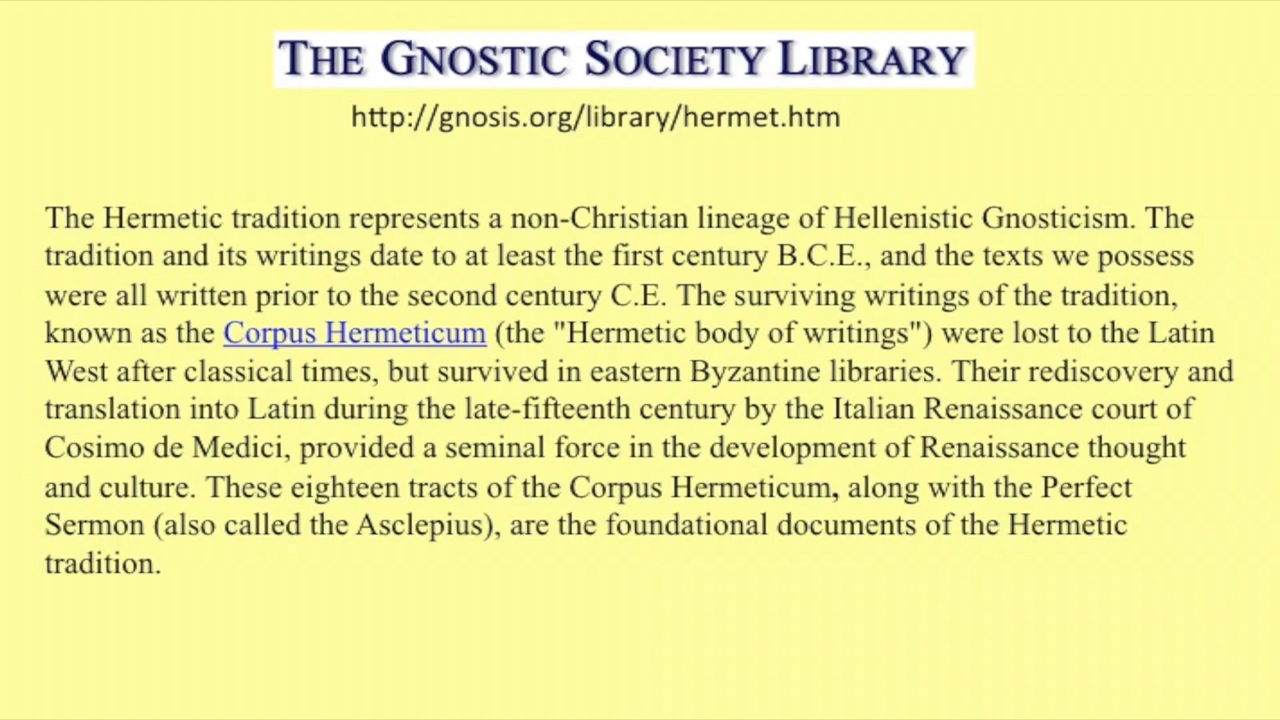 THE GNOSTIC SOCIETY LIBRARY
http://gnosis.org/library/hermet.htm
The Hermetic tradition represents a non-Christian lineage of Hellenistic Gnosticism. The
tradition and its writings date to at least the first century B.C.E., and the texts we possess
were all written prior to the second century C.E. The surviving writings of the tradition,
known as the Corpus Hermeticum (the "Hermetic body of writings") were lost to the Latin
West after classical times, but survived in eastern Byzantine libraries. Their rediscovery and
translation into Latin during the late-fifteenth century by the Italian Renaissance court of
Cosimo de Medici, provided a seminal force in the development of Renaissance thought
and culture. These eighteen tracts of the Corpus Hermeticum, along with the Perfect
Sermon (also called the Asclepius), are the foundational documents of the Hermetic
tradition.